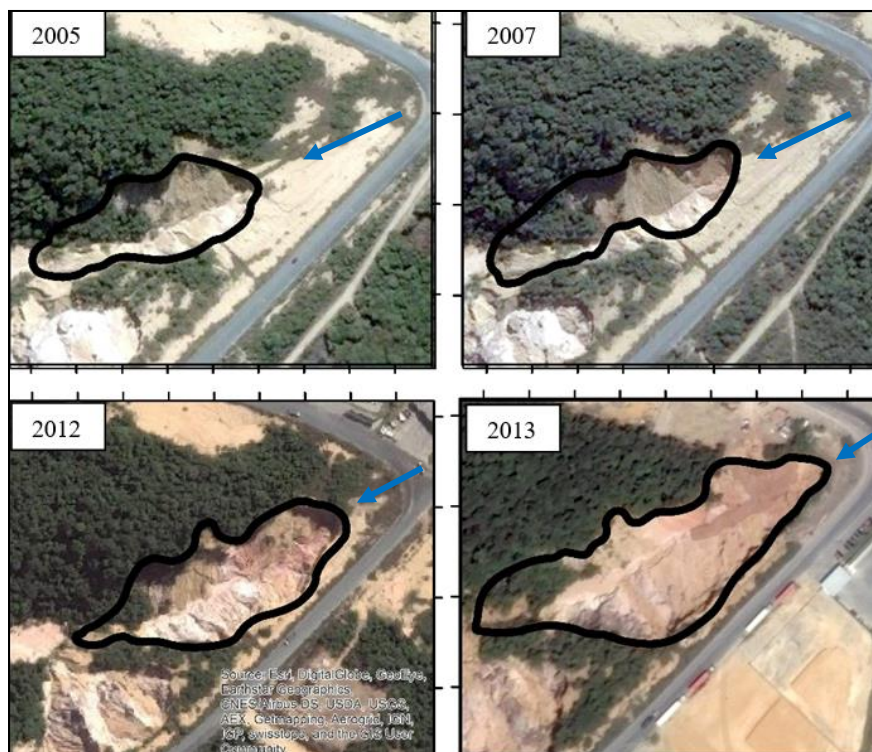 2005
2007
2012
2013
Source: Esri, DigitalGlobe, GeoEye,
Earthstar Geographics,
CNES/Airbus DS, USDA, USGS,
AEX, Getmapping, Aerogrid, IGN,
IGP, swisstopo, and the GIS User
Community